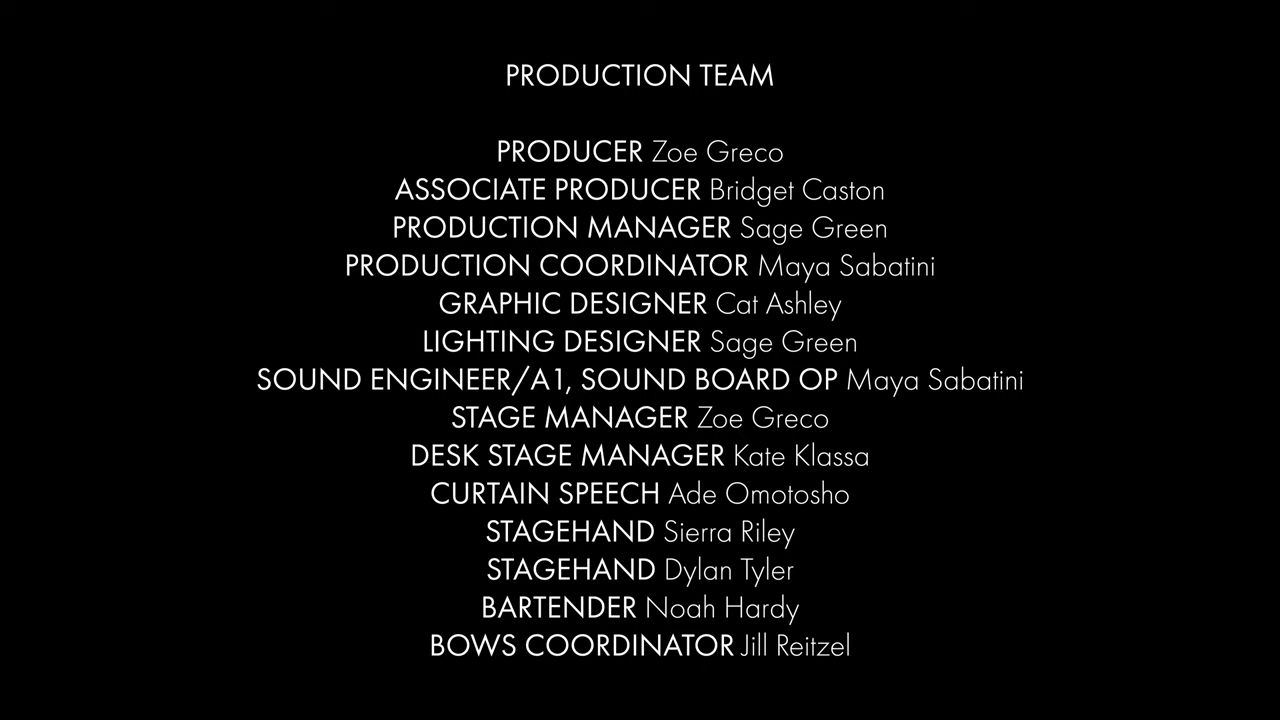 PRODUCTION TEAM
PRODUCER Zoe Greco
ASSOCIATE PRODUCER Bridget Caston
PRODUCTION MANAGER Sage Green
PRODUCTION COORDINATOR Maya Sabatini
GRAPHIC DESIGNER Cat Ashley
LIGHTING DESIGNER Sage Green
SOUND ENGINEER/A1, SOUND BOARD OP Maya Sabatini
STAGE MANAGER Zoe Greco
DESK STAGE MANAGER Kate Klassa
CURTAIN SPEECH Ade Omotosho
STAGEHAND Sierra Riley
STAGEHAND Dylan Tyler
BARTENDER Noah Hardy
BOWS COORDINATOR Jill Reitzel